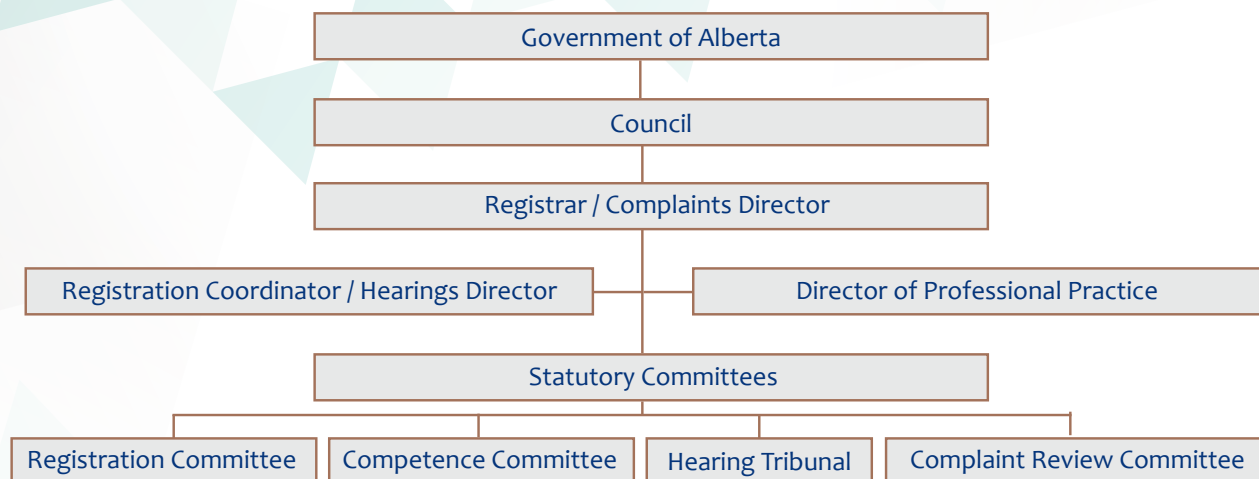 Government of Alberta
Council
Registrar / Complaints Director
Registration Coordinator / Hearings Director
Director of Professional Practice
Statutory Committees
Registration Committee
Competence Committee
Hearing Tribunal
Complaint Review Committee